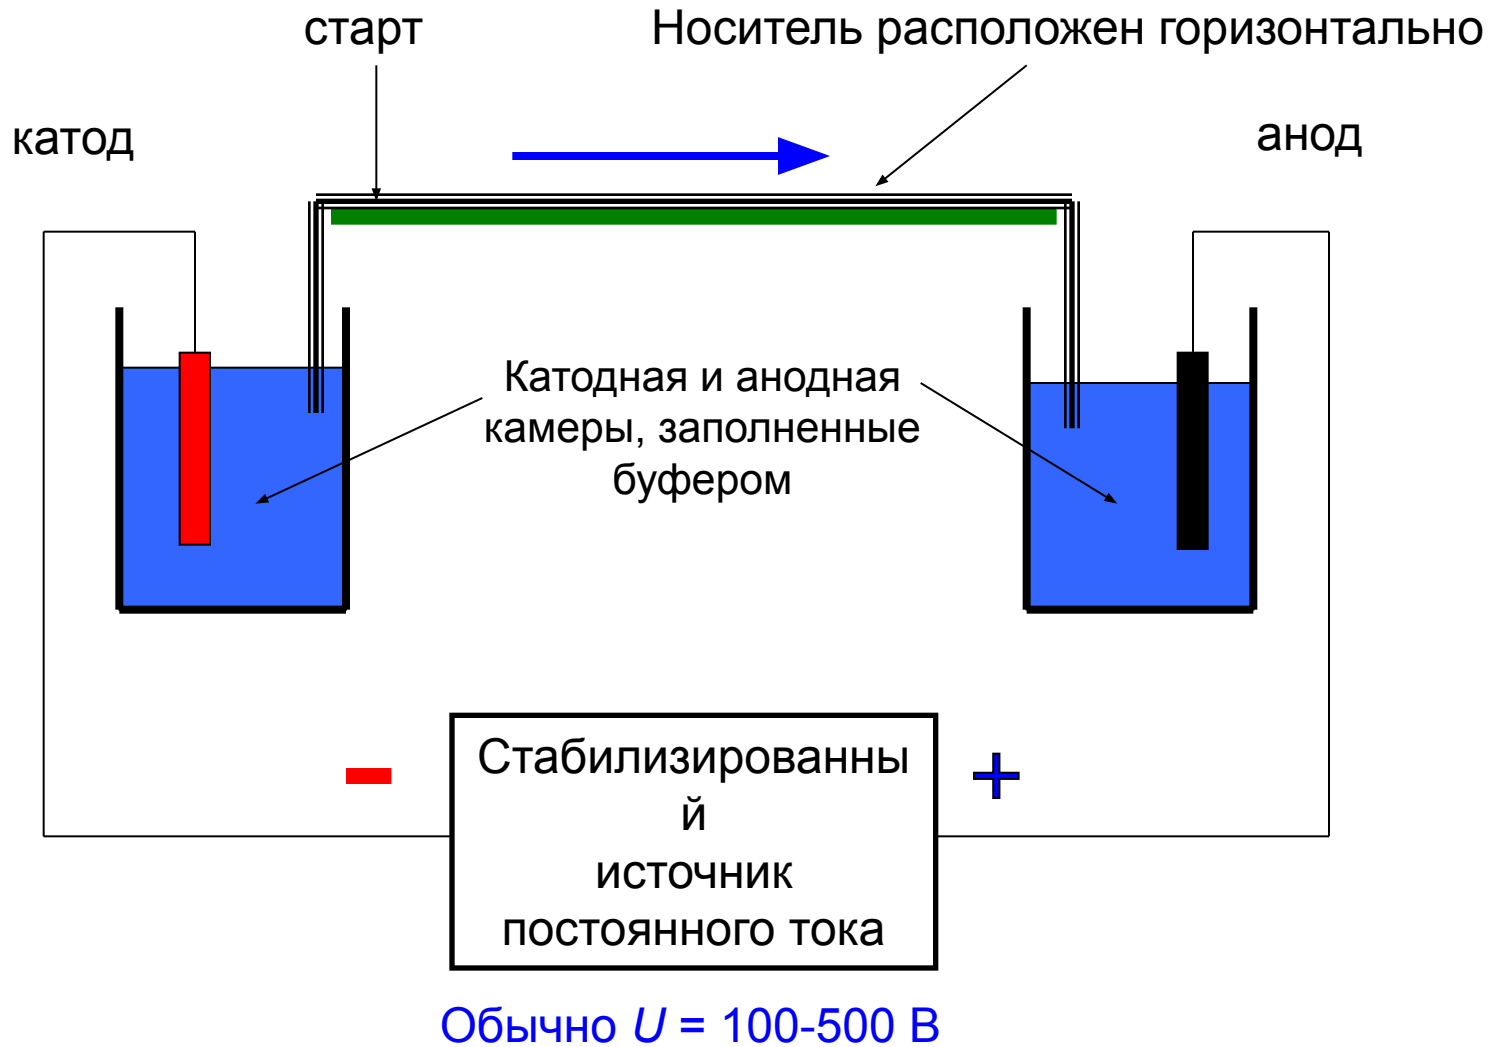 старт
Носитель расположен горизонтально
катод
анод
Катодная и анодная
камеры, заполненные
буфером
Стабилизированны
й
источник
постоянного тока
Обычно U = 100-500 В